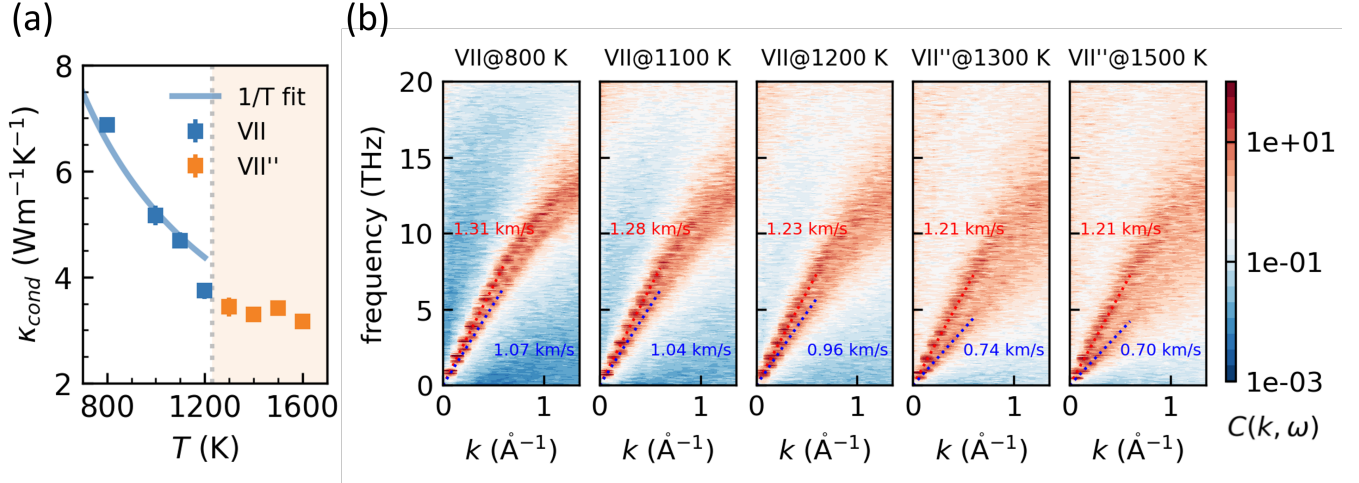 (a)
(b)
8
6
4
2
κcond (Wm⁻¹K⁻¹)
1/T fit
VII
VII''
800 1200 1600
T (K)
VII@800 K VII@1100 K VII@1200 K VII''@1300 K VII''@1500 K
20
15
10
5
0
frequency (THz)
1.31 km/s 1.28 km/s 1.23 km/s 1.21 km/s 1.21 km/s
1.07 km/s 1.04 km/s 0.96 km/s 0.74 km/s 0.70 km/s
0 1 0 1 0 1 0 1 0 1
k (Å⁻¹) k (Å⁻¹) k (Å⁻¹) k (Å⁻¹) k (Å⁻¹)
1e+01
1e-01
1e-03
C(k, ω)